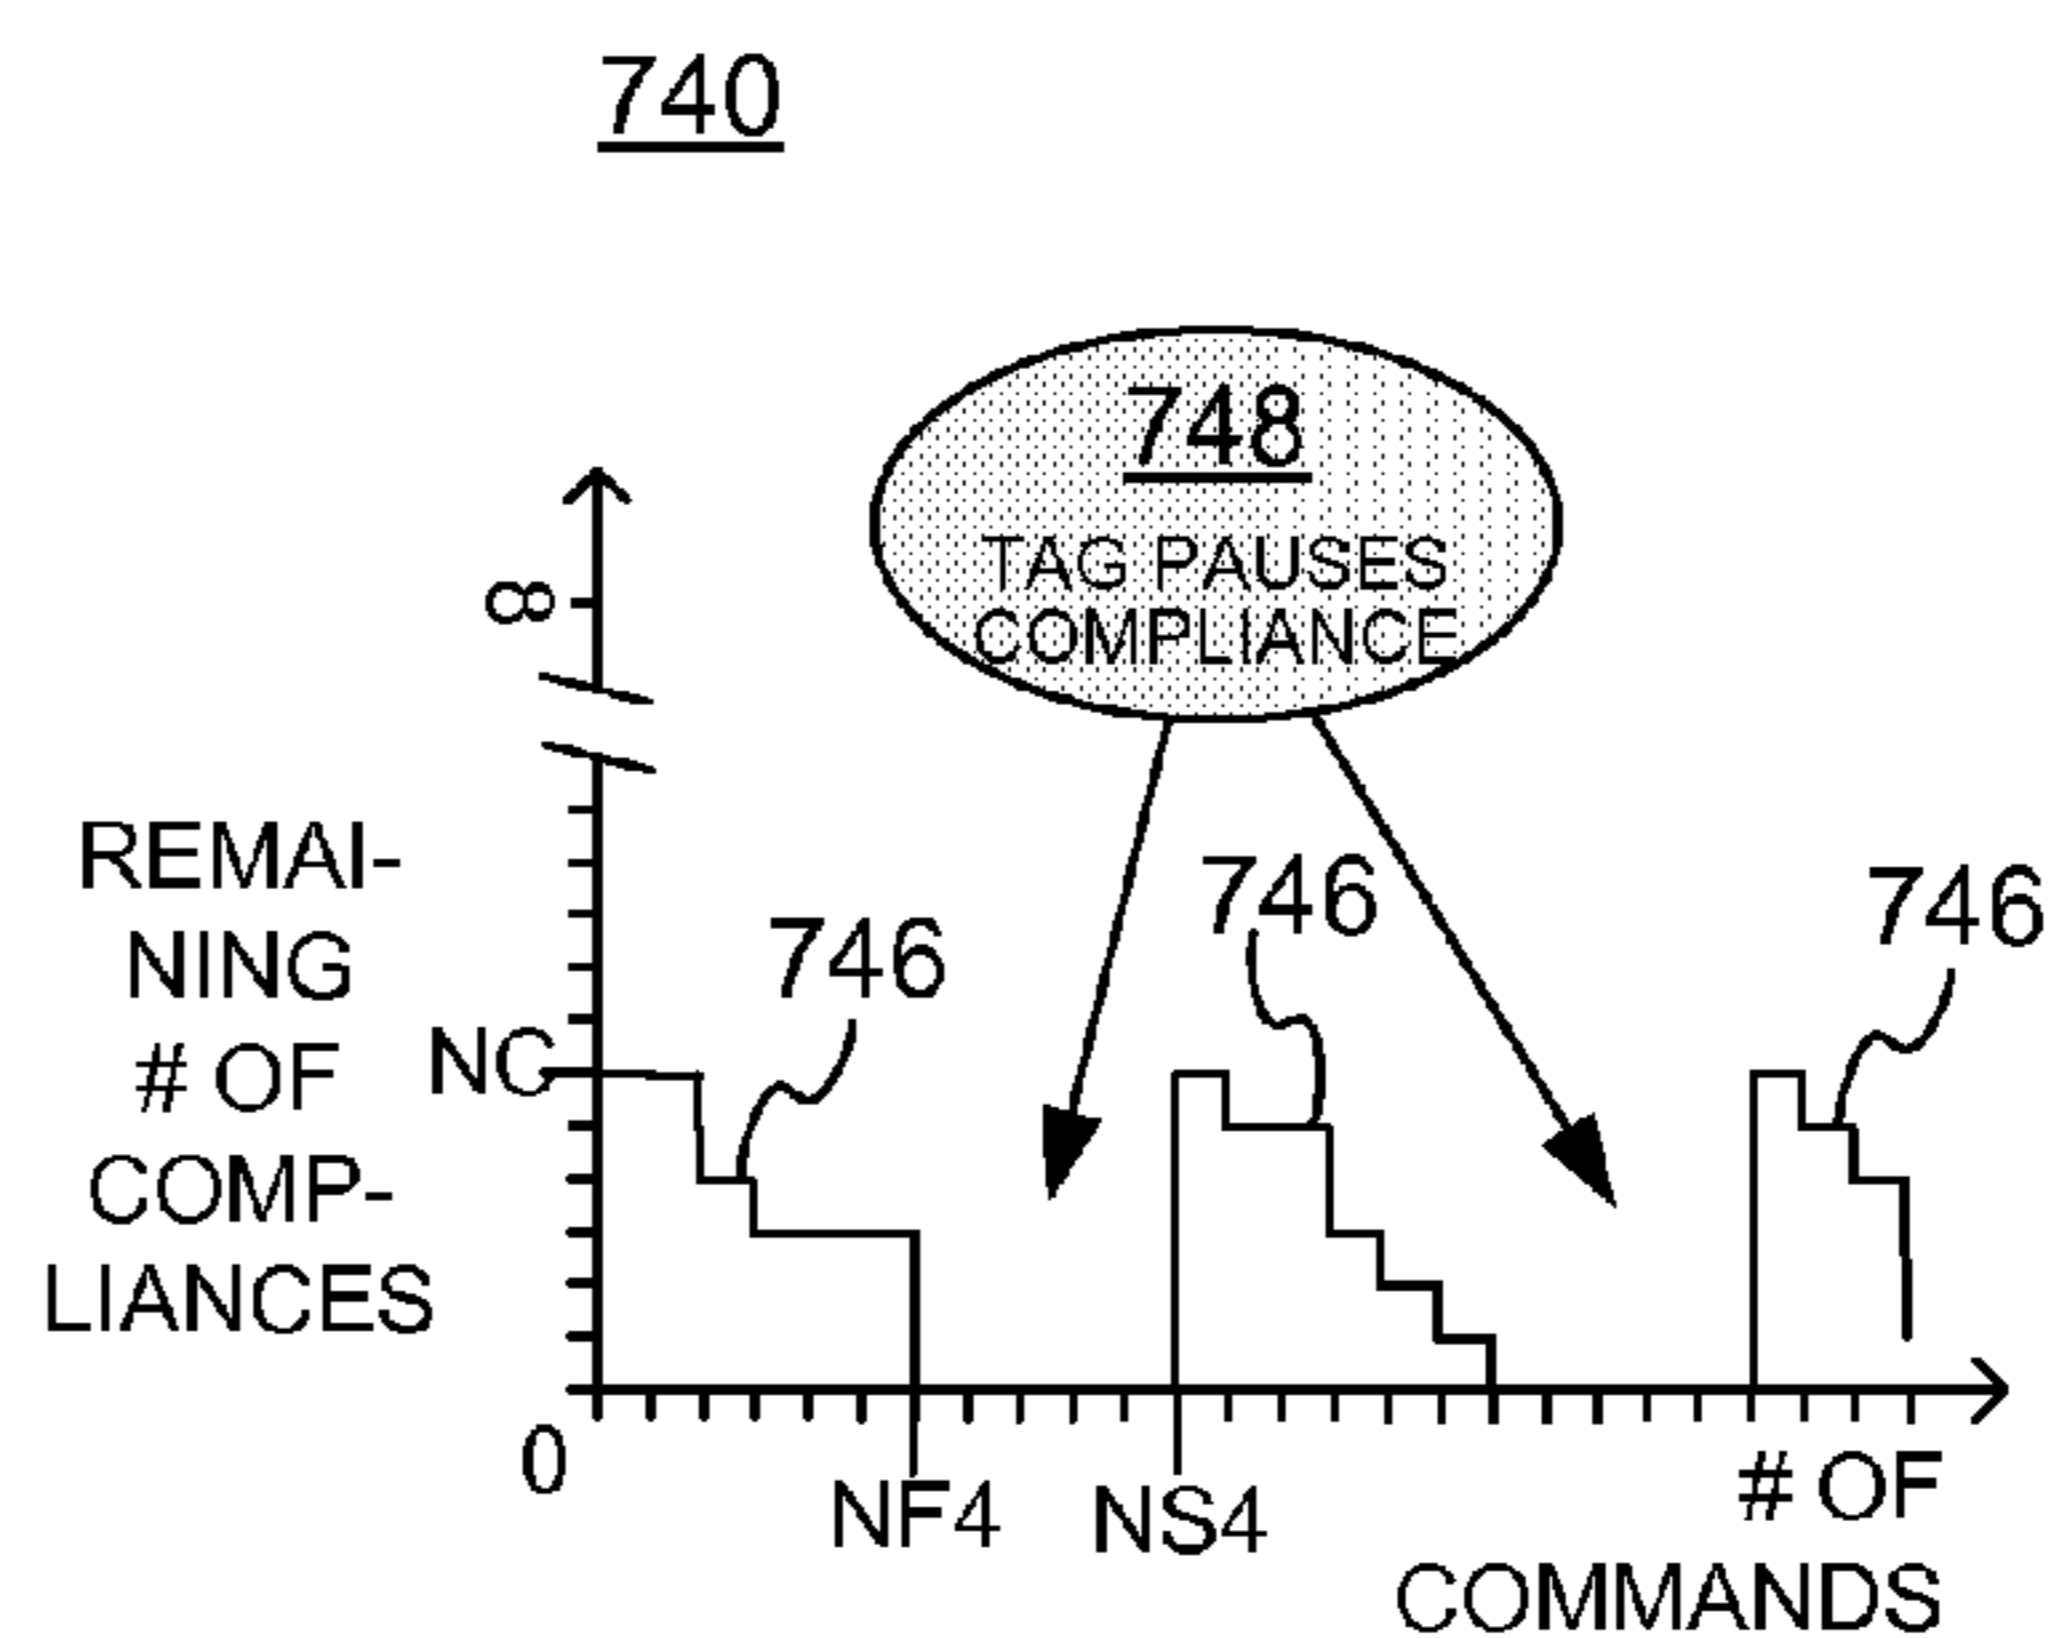 740
748
TAG PAUSES
COMPLIANCE
∞
REMAI-
NING
# OF
COMP-
LIANCES
NC
746
746
746
0
NF4
NS4
# OF
COMMANDS